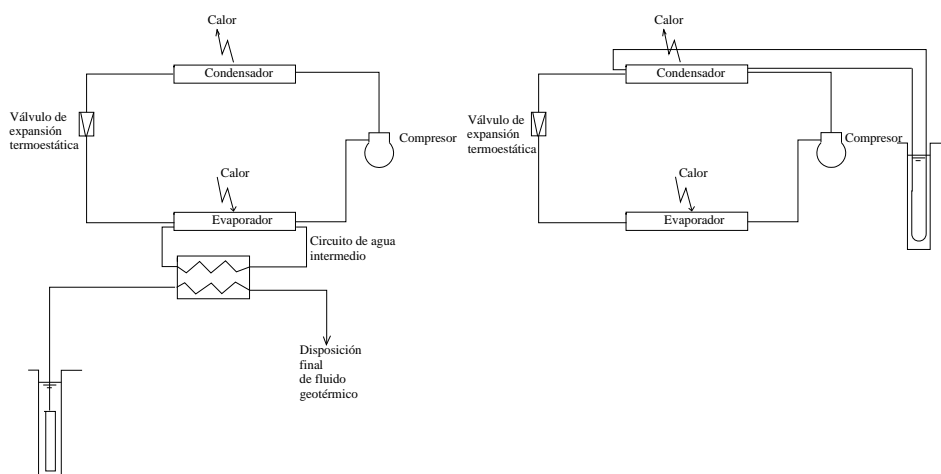 Calor
Condensador
Válvulo de
expansión
termoestática
Compresor
Calor
Evaporador
Circuito de agua
intermedio
Disposición
final
de fluido
geotérmico
Calor
Condensador
Válvulo de
expansión
termoestática
Compresor
Calor
Evaporador